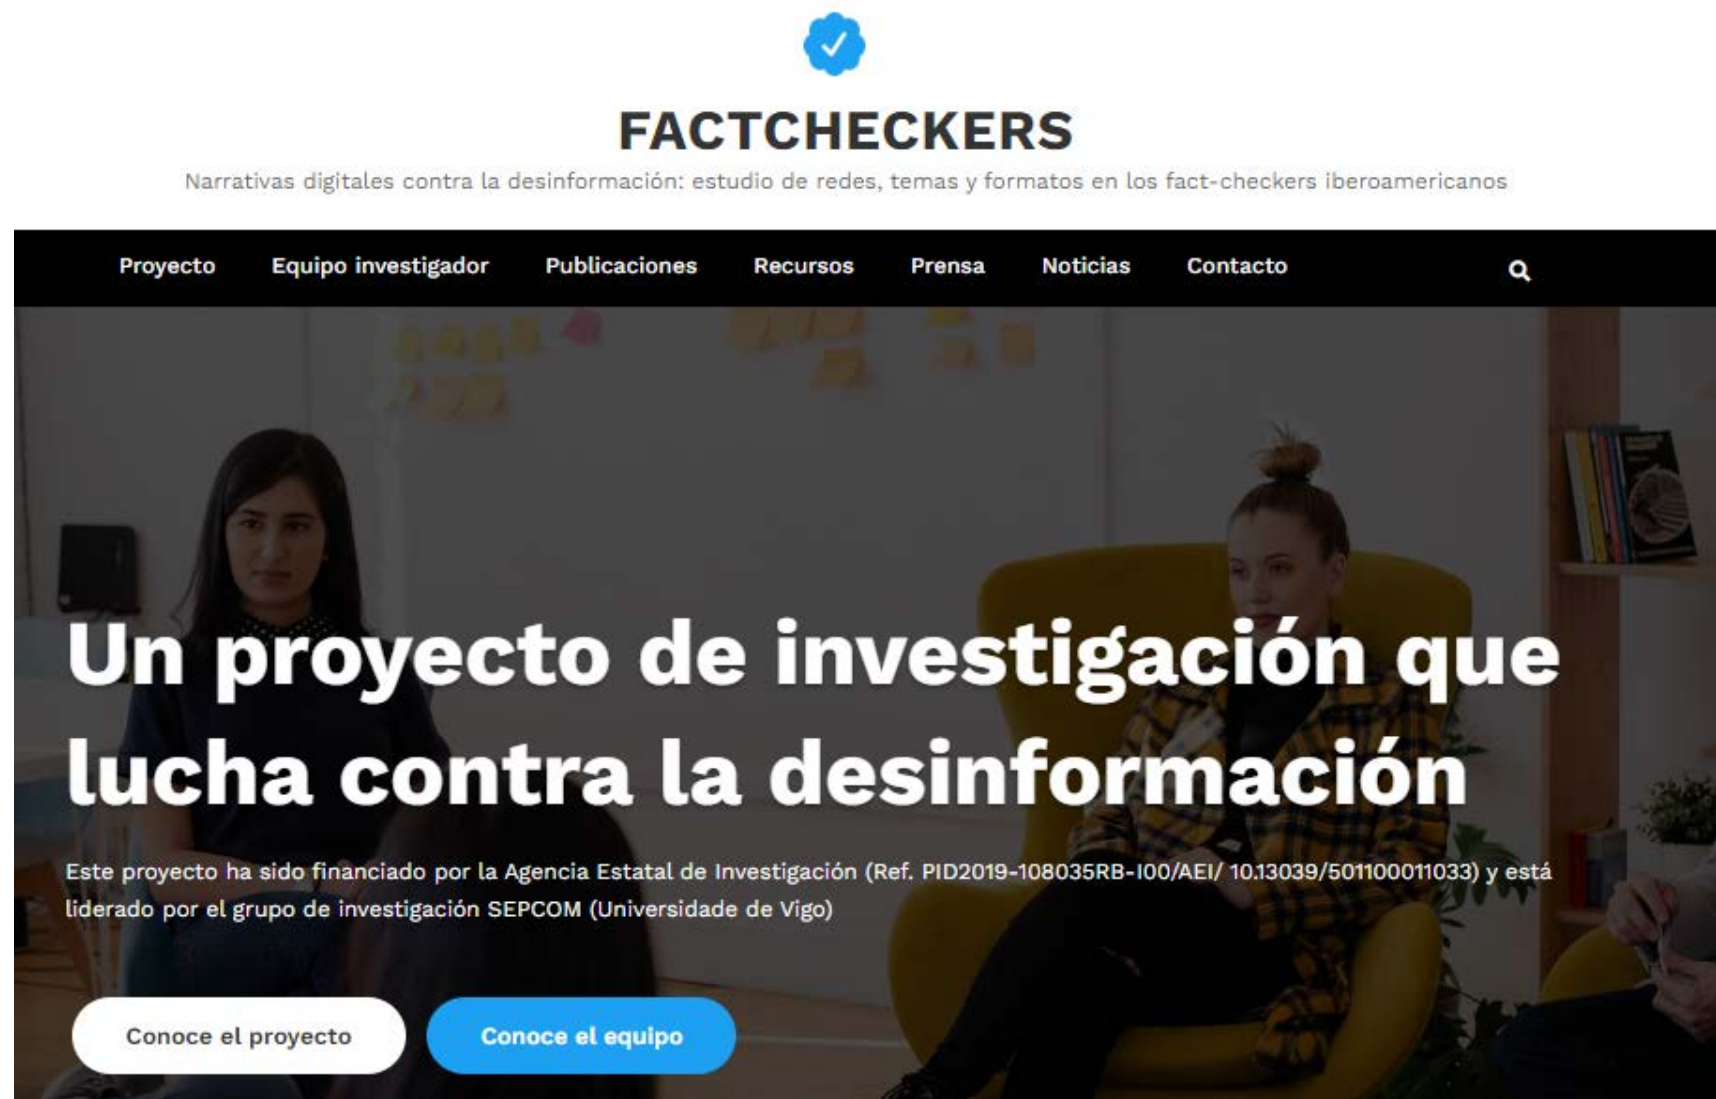 FACTCHECKERS
Narrativas digitales contra la desinformación: estudio de redes, temas y formatos en los fact-checkers iberoamericanos
Proyecto Equipo investigador Publicaciones Recursos Prensa Noticias Contacto
Un proyecto de investigación que
lucha contra la desinformación
Este proyecto ha sido financiado por la Agencia Estatal de Investigación (Ref. PID2019-108035RB-I00/AEI/ 10.13039/501100011033) y está
liderado por el grupo de investigación SEPCOM (Universidade de Vigo)
Conoce el proyecto Conoce el equipo